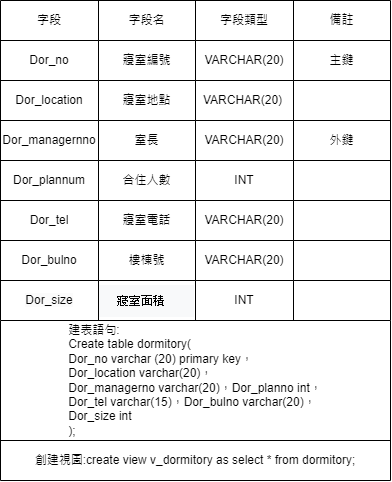 字段 字段名 字段類型 備註
Dor_no 寢室編號 VARCHAR(20) 主鍵
Dor_location 寢室地點 VARCHAR(20)
Dor_managernno 室長 VARCHAR(20) 外鍵
Dor_plannum 合住人數 INT
Dor_tel 寢室電話 VARCHAR(20)
Dor_bulno 樓棟號 VARCHAR(20)
Dor_size 寢室面積 INT
建表語句:
Create table dormitory(
Dor_no varchar (20) primary key，
Dor_location varchar(20)，
Dor_managerno varchar(20)，Dor_planno int，
Dor_tel varchar(15)，Dor_bulno varchar(20)，
Dor_size int
);
創建視圖:create view v_dormitory as select * from dormitory;